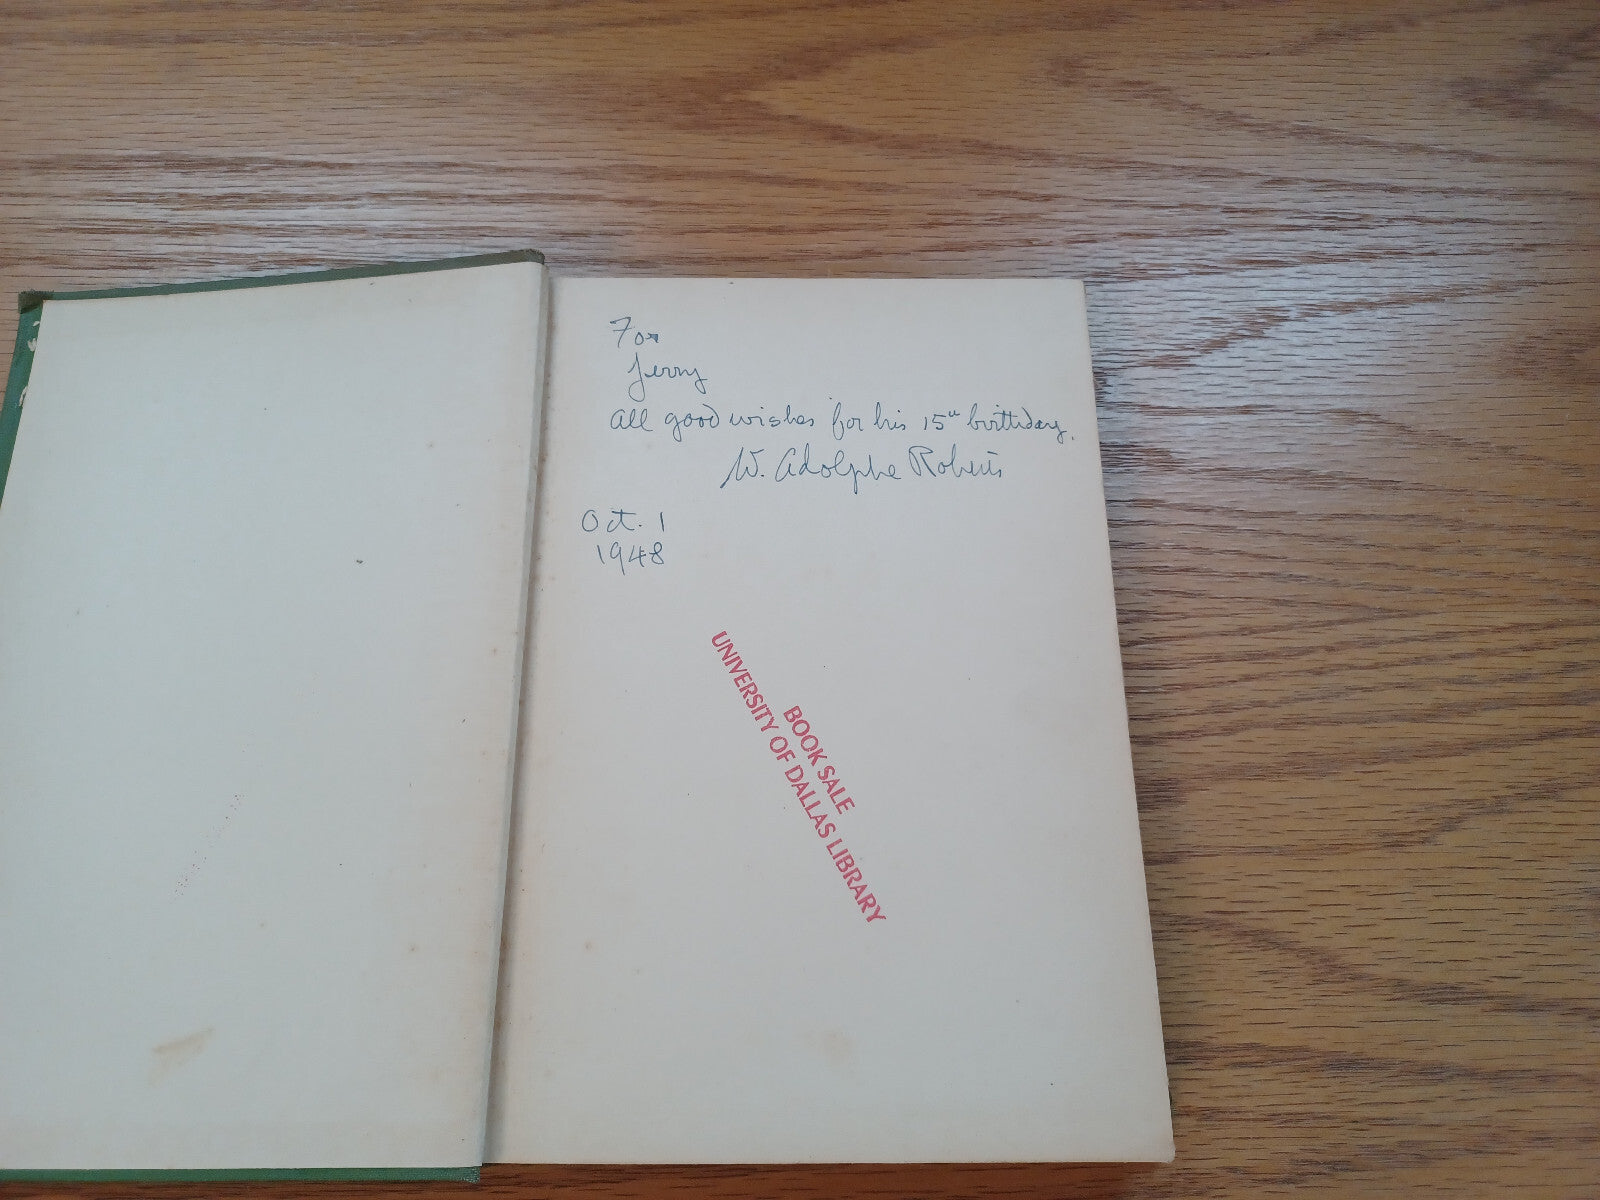 For
Jerry
All good wishes for his 15th birthday.
W. Adolphe Roberts
Oct. 1
1948
BOOK SALE
UNIVERSITY OF DALLAS LIBRARY